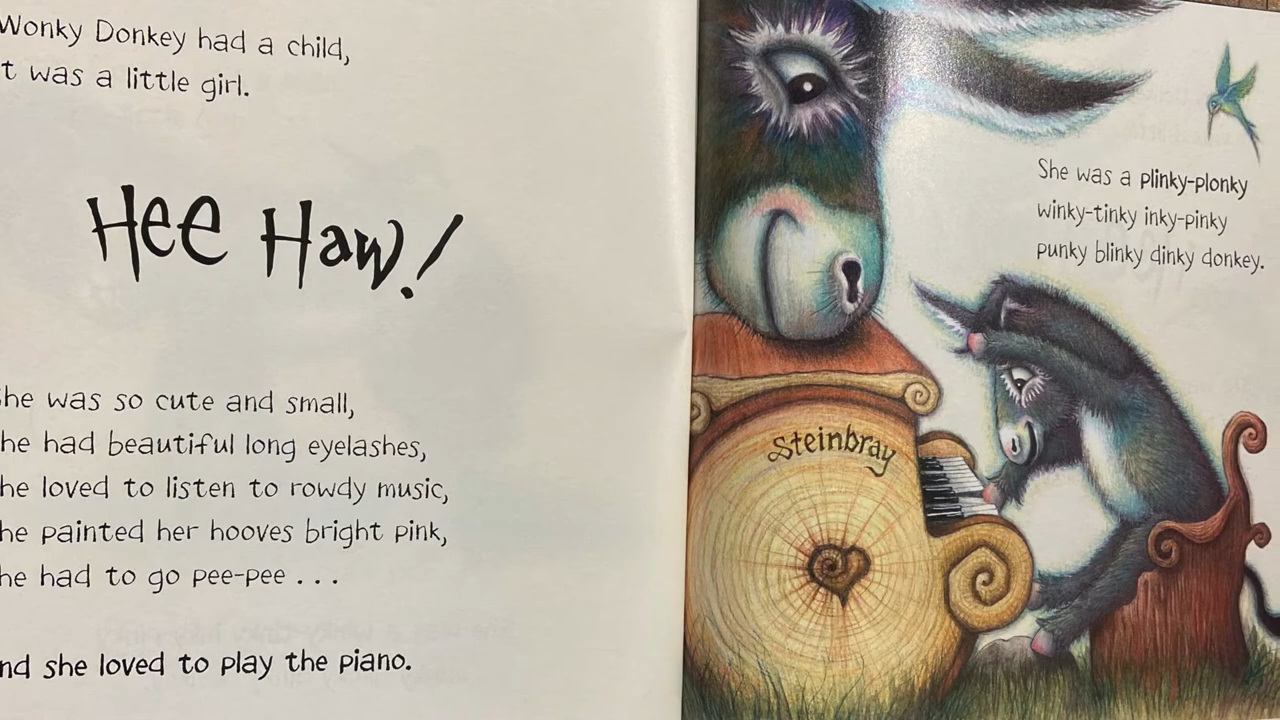 Wonky Donkey had a child,
t was a little girl.
Hee Haw!
he was so cute and small,
he had beautiful long eyelashes,
he loved to listen to rowdy music,
he painted her hooves bright pink,
he had to go pee-pee . . .
nd she loved to play the piano.
She was a plinky-plonky
winky-tinky inky-pinky
punky blinky dinky donkey.
Steinbray